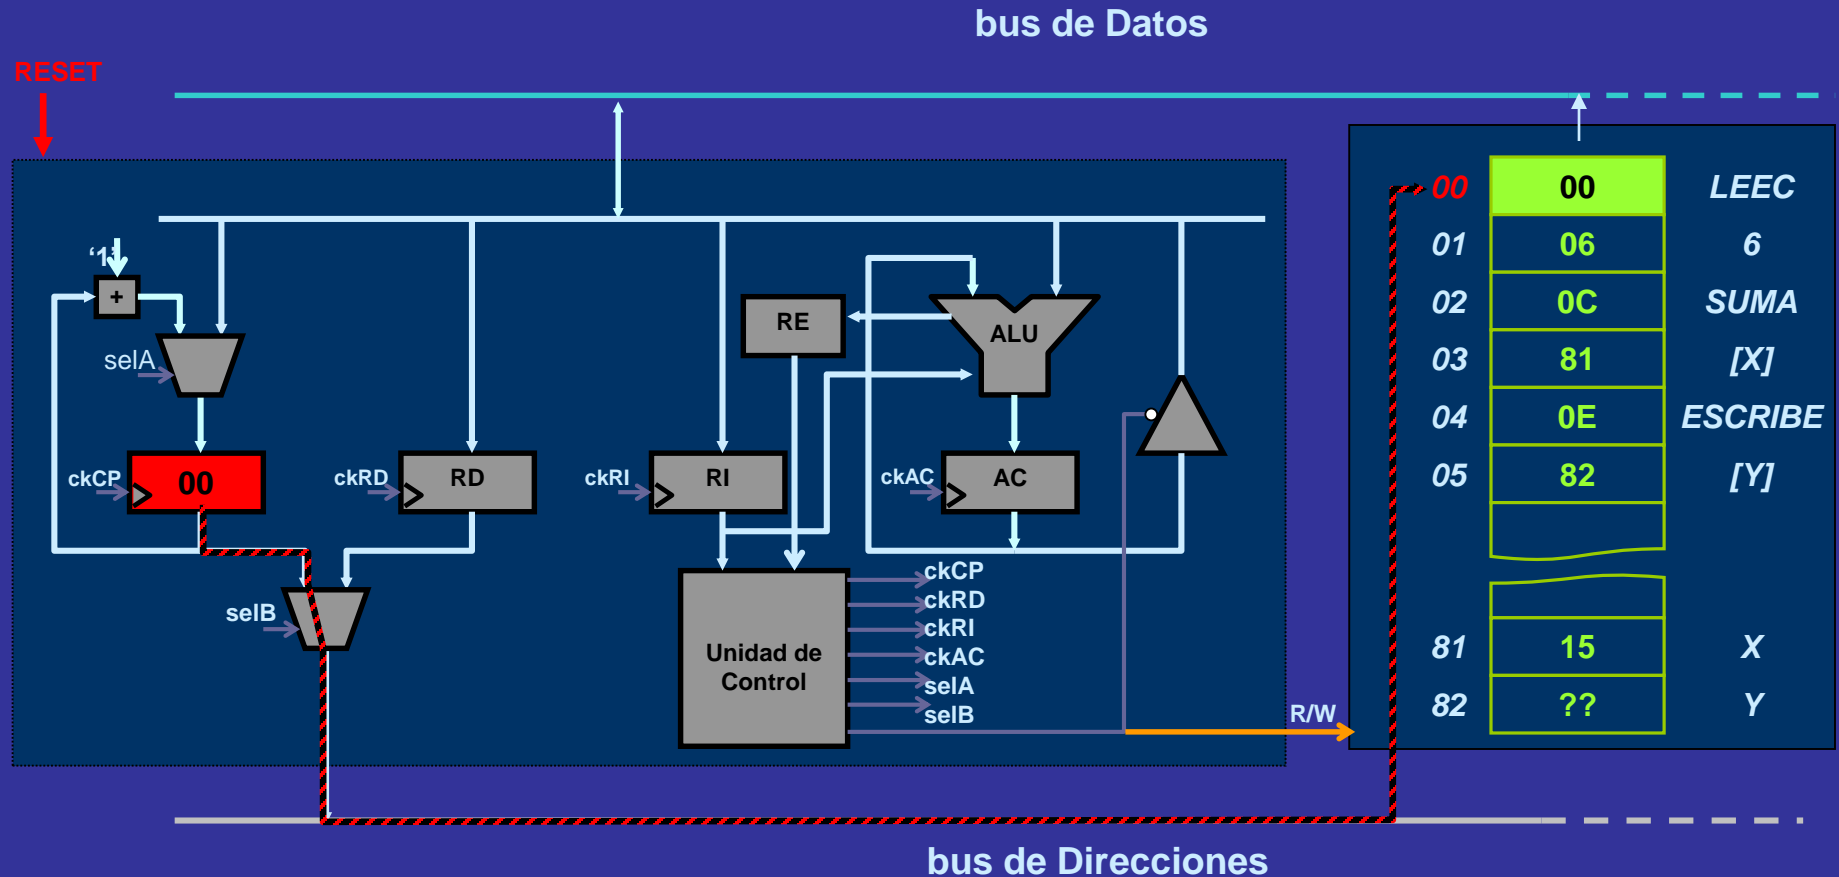 bus de Datos
RESET
‘1’
+
selA
ckCP
00
ckRD
RD
ckRI
RI
RE
ALU
ckAC
AC
selB
Unidad de
Control
ckCP
ckRD
ckRI
ckAC
selA
selB
R/W
00 00 LEEC
01 06 6
02 0C SUMA
03 81 [X]
04 0E ESCRIBE
05 82 [Y]
81 15 X
82 ?? Y
bus de Direcciones